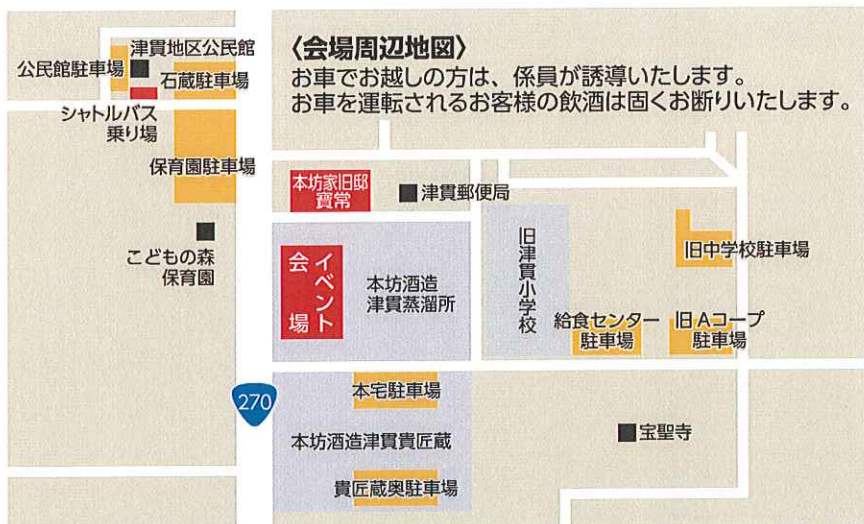 〈会場周辺地図〉
お車でお越しの方は、係員が誘導いたします。
お車を運転されるお客様の飲酒は固くお断りいたします。
津貫地区公民館
公民館駐車場
石蔵駐車場
シャトルバス
乗り場
保育園駐車場
こどもの森
保育園
本坊家旧邸
寶常
津貫郵便局
イベント
会場
本坊酒造
津貫蒸溜所
旧津貫小学校
旧中学校駐車場
給食センター
駐車場
旧Aコープ
駐車場
270
本宅駐車場
本坊酒造津貫貴匠蔵
貴匠蔵奥駐車場
宝聖寺